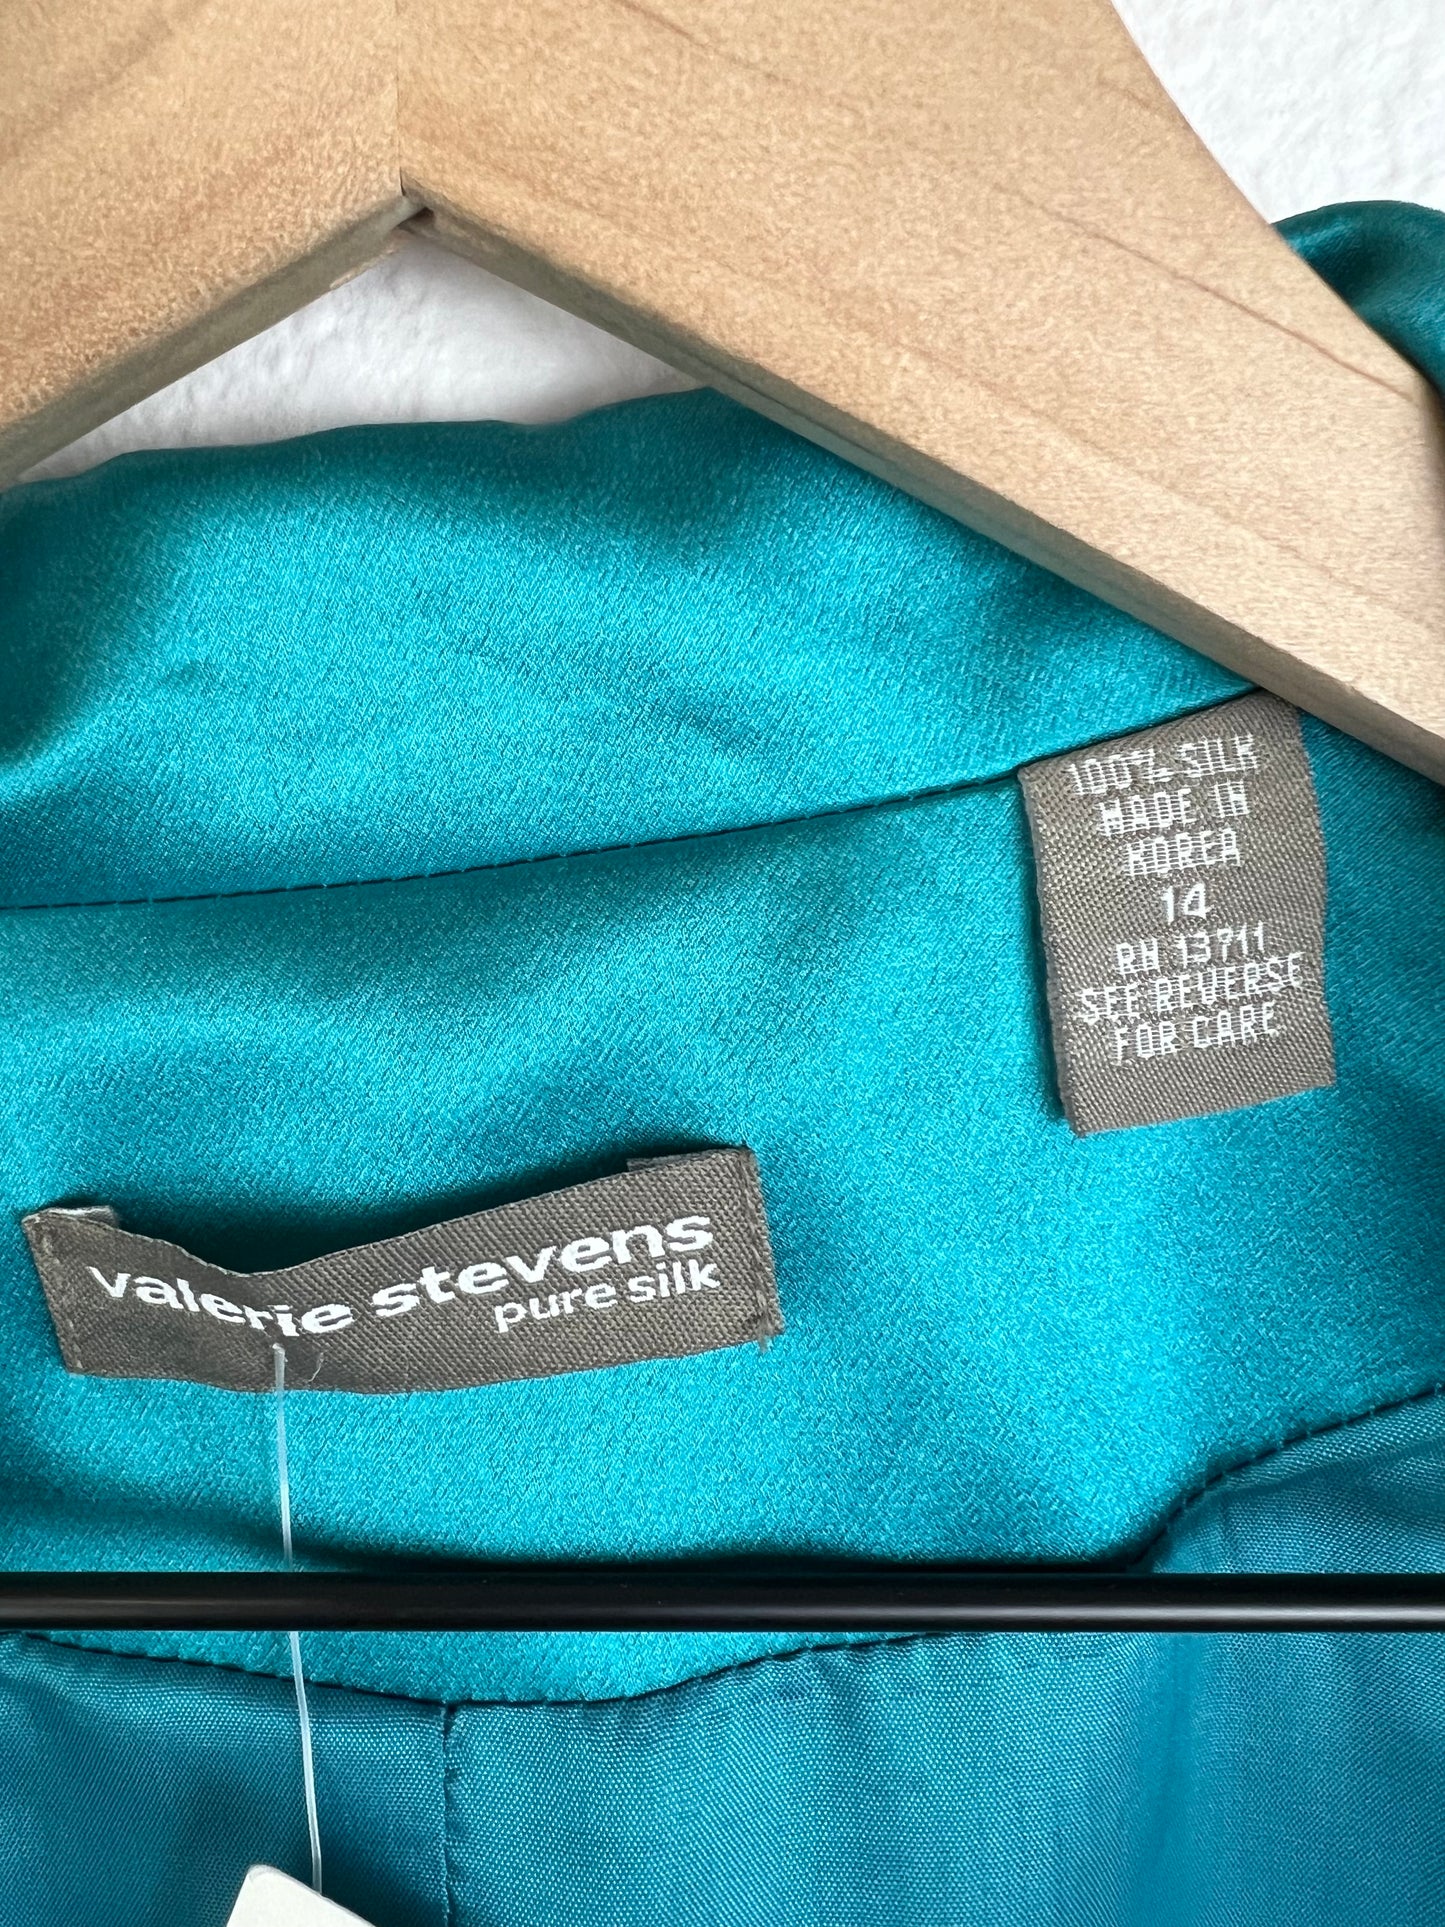 100% SILK
MADE IN
KOREA
14
RN 13711
SEE REVERSE
FOR CARE
valerie stevens
pure silk